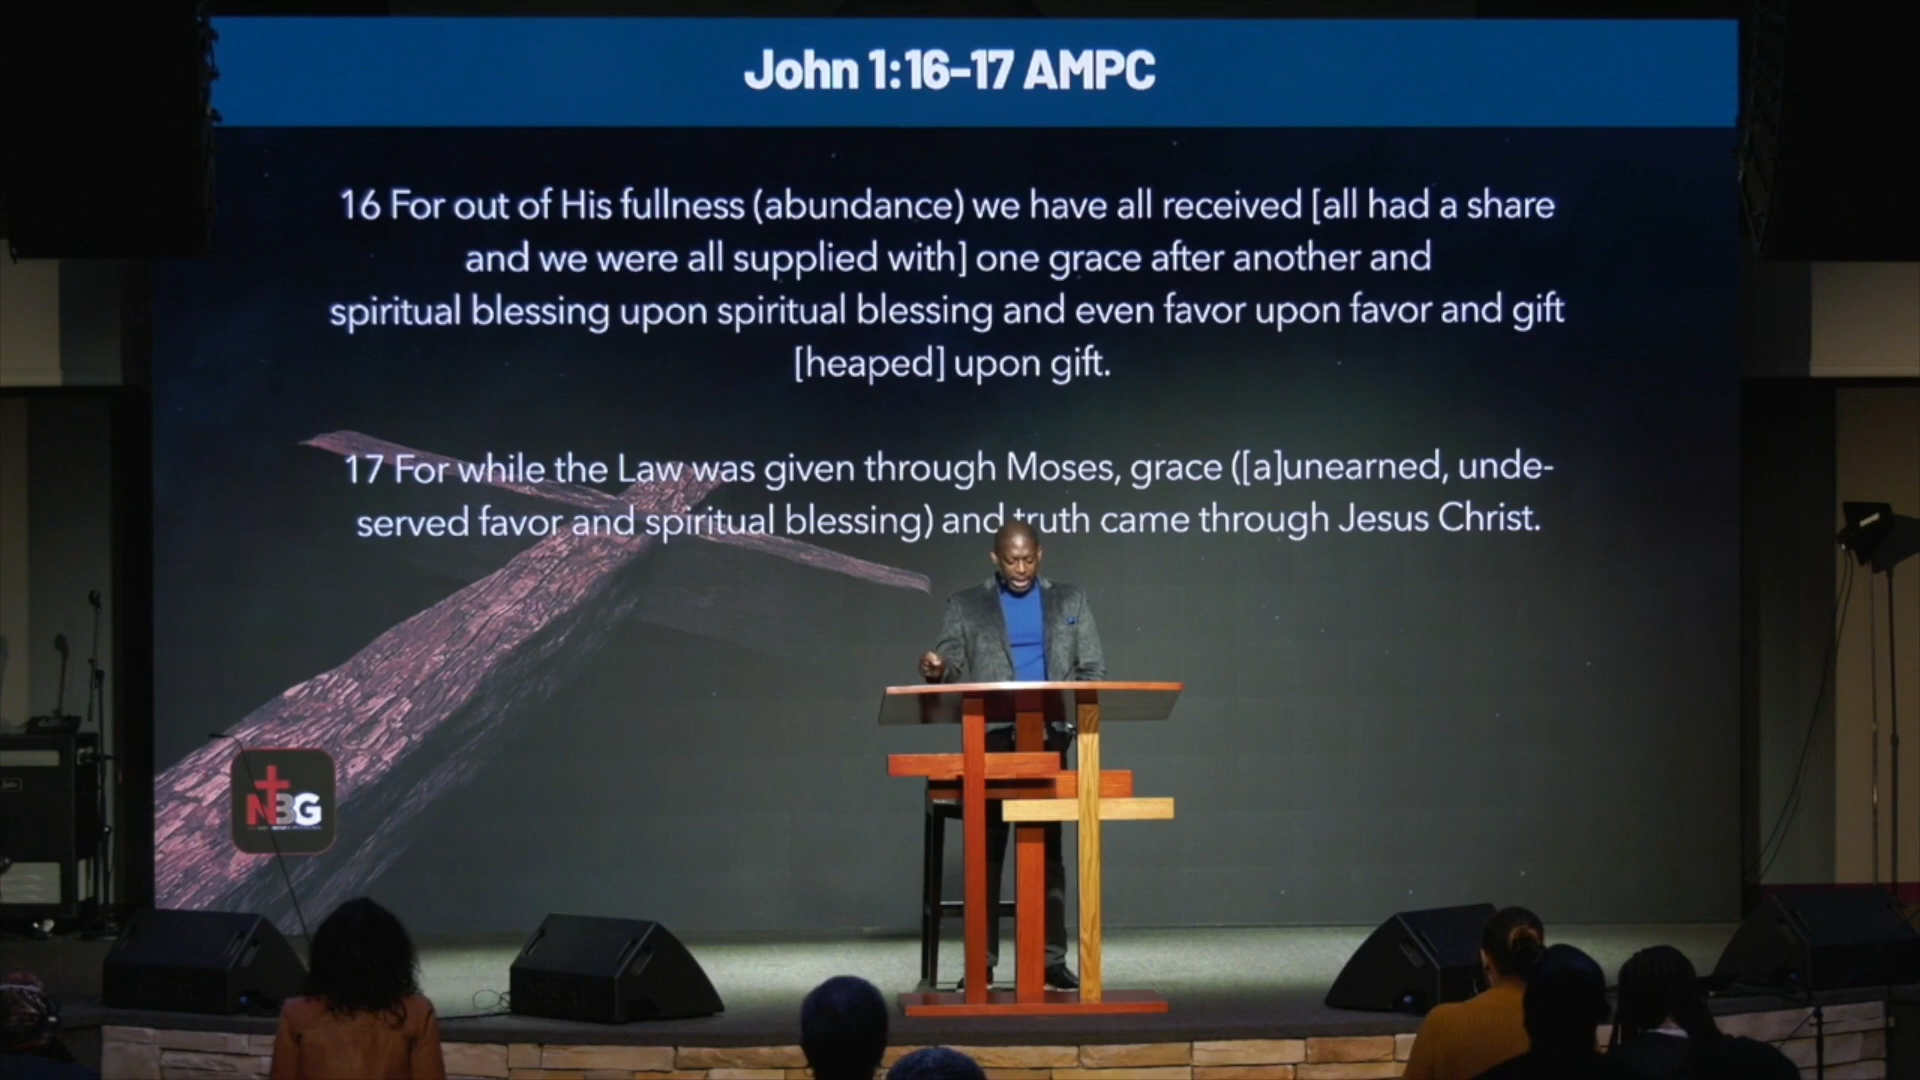 John 1:16-17 AMPC
16 For out of His fullness (abundance) we have all received [all had a share
and we were all supplied with] one grace after another and
spiritual blessing upon spiritual blessing and even favor upon favor and gift
[heaped] upon gift.
17 For while the Law was given through Moses, grace ([a]unearned, unde-
served favor and spiritual blessing) and truth came through Jesus Christ.
NBG